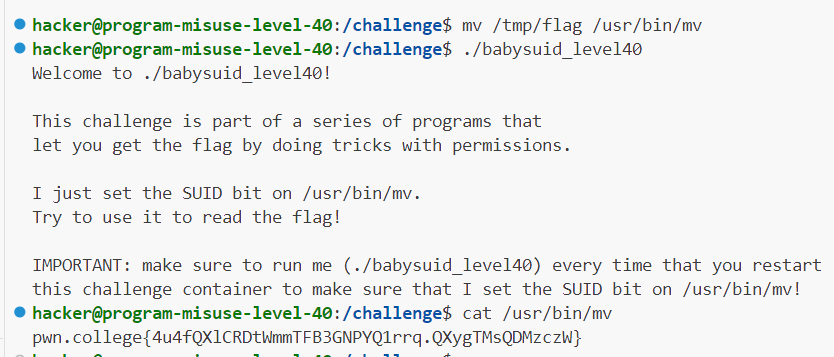 hacker@program-misuse-level-40:/challenge$ mv /tmp/flag /usr/bin/mv
hacker@program-misuse-level-40:/challenge$ ./babysuid_level40
Welcome to ./babysuid_level40!
This challenge is part of a series of programs that
let you get the flag by doing tricks with permissions.
I just set the SUID bit on /usr/bin/mv.
Try to use it to read the flag!
IMPORTANT: make sure to run me (./babysuid_level40) every time that you restart
this challenge container to make sure that I set the SUID bit on /usr/bin/mv!
hacker@program-misuse-level-40:/challenge$ cat /usr/bin/mv
pwn.college{4u4fQXlCRDtWmmTFB3GNPYQ1rrq.QXygTMsQDMzczW}